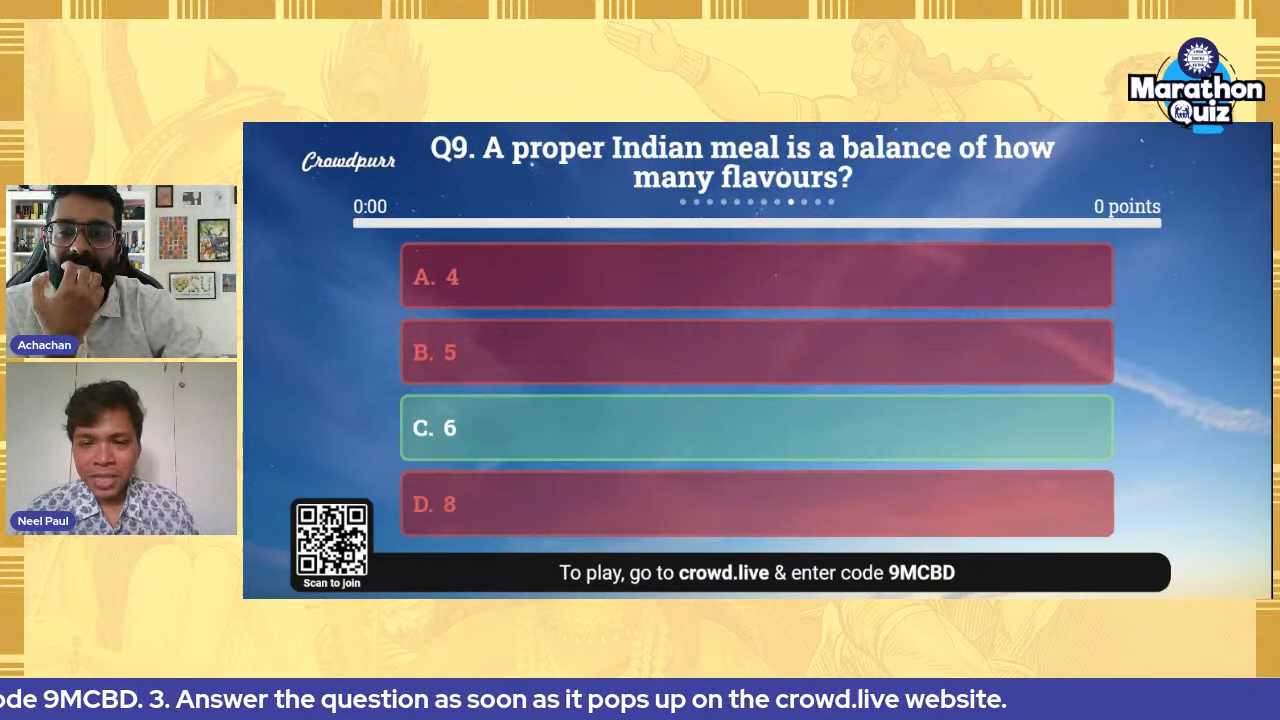 Marathon
Quiz
Crowdpurr
Q9. A proper Indian meal is a balance of how
many flavours?
0:00
0 points
A. 4
B. 5
C. 6
D. 8
Achachan
Neel Paul
Scan to join
To play, go to crowd.live & enter code 9MCBD
ode 9MCBD. 3. Answer the question as soon as it pops up on the crowd.live website.